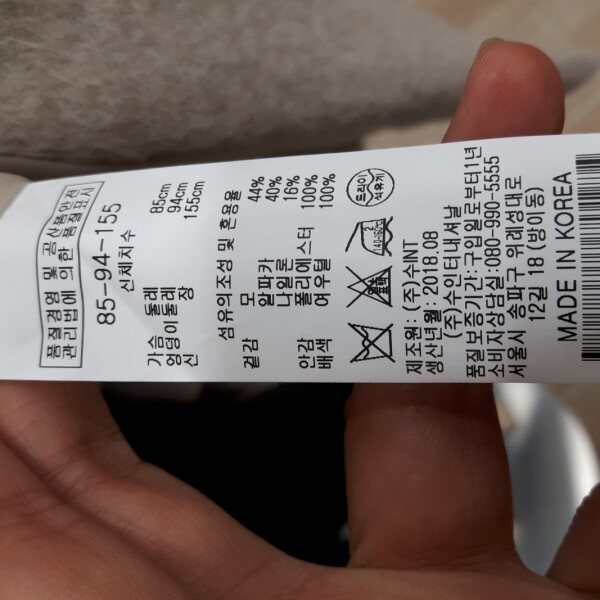 품질경영 및 공산품안전
관리법에 의한 품질표시
85-94-155
신체치수
가슴둘레 85cm
엉덩이둘레 94cm
신장 155cm
섬유의조성 및 혼용율
겉감 모 44%
알파카 40%
나일론 16%
안감 폴리에스터 100%
배색 여우털 100%
드라이
석유계
2
140~160℃
염소
표백
제조원: (주)수INT
생산년월: 2018.08
(주)수인터내셔날
품질보증기간:구입일로부터1년
소비자상담실:080-990-5555
서울시 송파구 위례성대로
12길 18 (방이동)
MADE IN KOREA